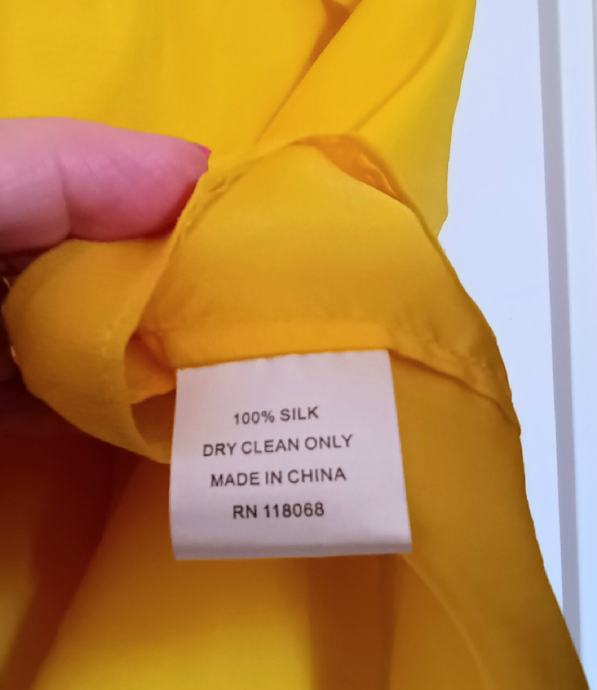 100% SILK
DRY CLEAN ONLY
MADE IN CHINA
RN 118068